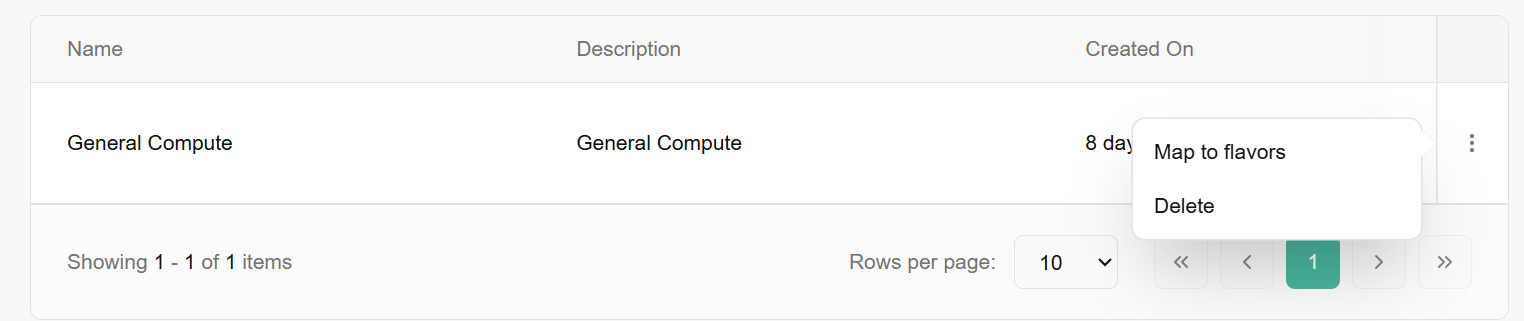 Name Description Created On
General Compute General Compute 8 day
Map to flavors
Delete
Showing 1 - 1 of 1 items Rows per page: 10 « ‹ 1 › »